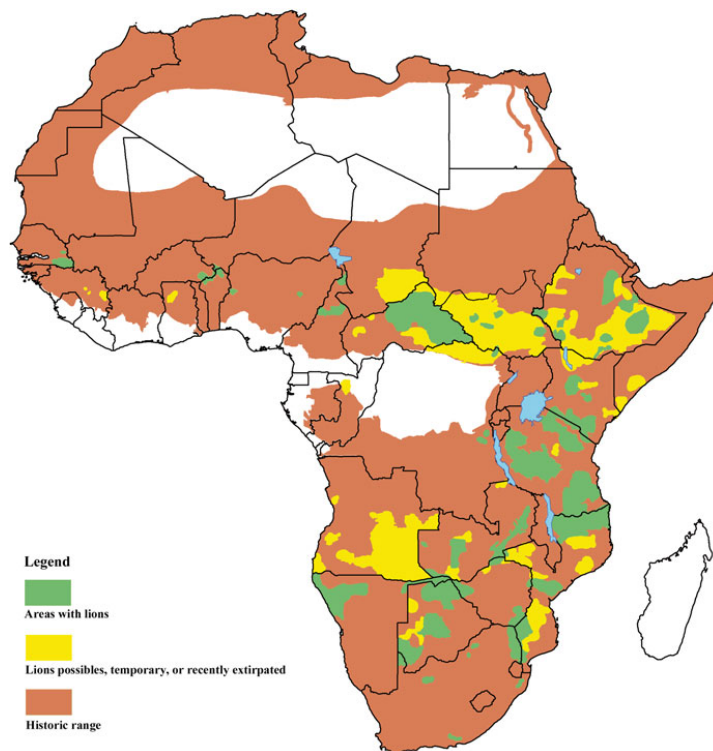 Legend
Areas with lions
Lions possibles, temporary, or recently extirpated
Historic range